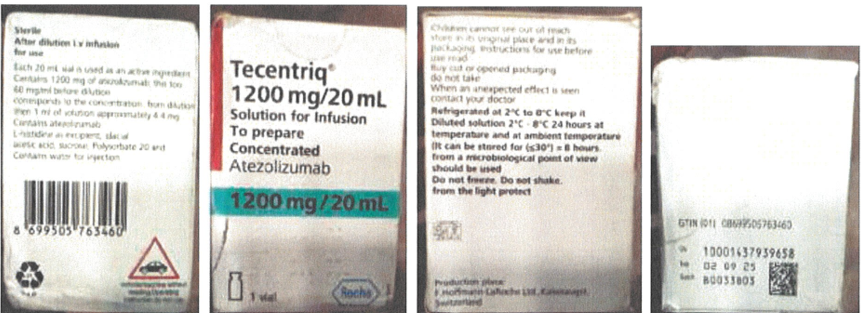 Sterile
After dilution i.v infusion
for use
Each 20 mL vial is used as an active ingredient
Contains 1200 mg of atezolizumab; this ton
60 mg/ml before dilution
corresponds to the concentration. from dilution
then 1 ml of solution approximately 4.4 mg
Contains atezolizumab
L-histidine as excipient, glacial
acetic acid, sucrose, Polysorbate 20 and
Contains water for injection
8 699505 763460
Tecentriq®
1200 mg/20 mL
Solution for Infusion
To prepare
Concentrated
Atezolizumab
1200 mg/20 mL
1 vial
Roche
Children cannot see out of reach
store in its original place and in its
packaging. Instructions for use before
use read
Buy cut or opened packaging
do not take
When an unexpected effect is seen
contact your doctor
Refrigerated at 2°C to 8°C keep it
Diluted solution 2°C - 8°C 24 hours at
temperature and at ambient temperature
(It can be stored for (≤30°) = 8 hours.
from a microbiological point of view
should be used
Do not freeze. Do not shake.
from the light protect
Production place:
F.Hoffmann-LaRoche Ltd.,
Switzerland
GTIN (01) 08699505763460
10001437939658
02 09 25
B0033B03